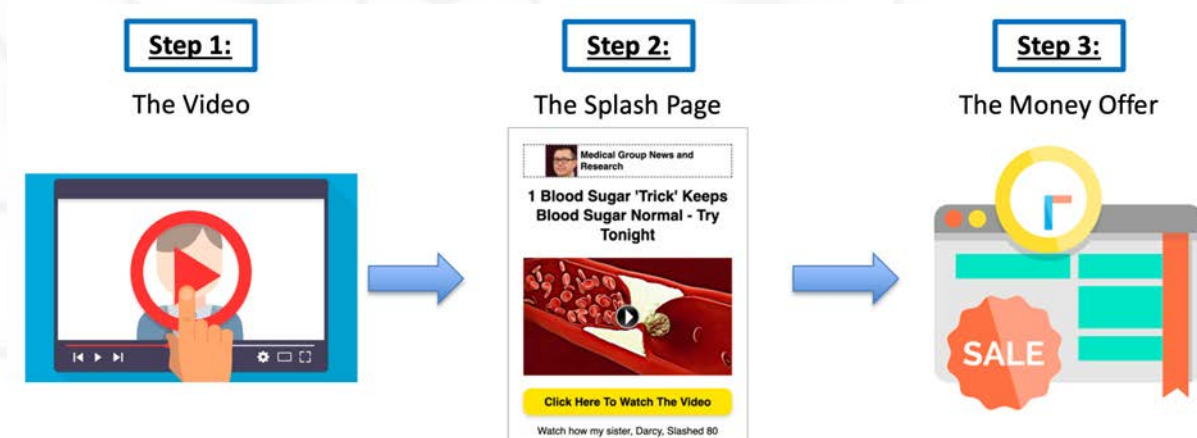 Step 1:
Step 2:
Step 3:
The Video
The Splash Page
The Money Offer
Medical Group News and
Research
1 Blood Sugar 'Trick' Keeps
Blood Sugar Normal - Try
Tonight
SALE
Click Here To Watch The Video
Watch how my sister, Darcy, Slashed 80